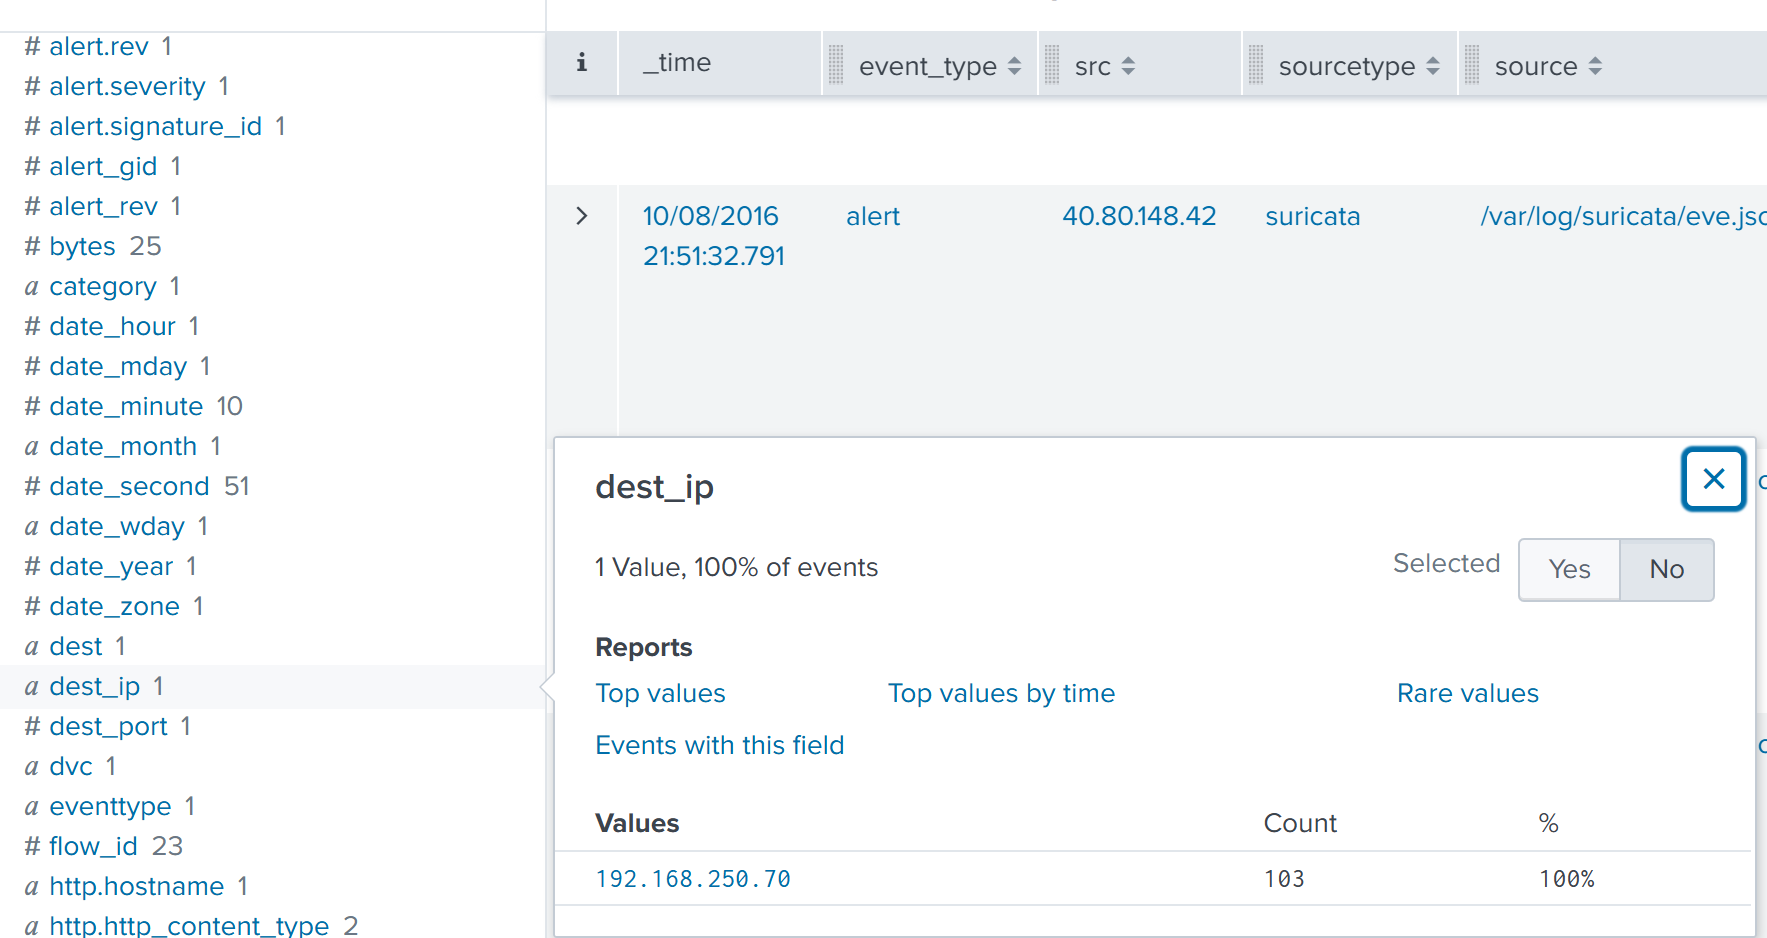 # alert.rev 1
# alert.severity 1
# alert.signature_id 1
# alert_gid 1
# alert_rev 1
# bytes 25
a category 1
# date_hour 1
# date_mday 1
# date_minute 10
a date_month 1
# date_second 51
a date_wday 1
# date_year 1
# date_zone 1
a dest 1
a dest_ip 1
# dest_port 1
a dvc 1
a eventtype 1
# flow_id 23
a http.hostname 1
a http.http_content_type 2
i _time event_type src sourcetype source
10/08/2016 alert 40.80.148.42 suricata /var/log/suricata/eve.jsc
21:51:32.791
dest_ip
1 Value, 100% of events Selected Yes No
Reports
Top values Top values by time Rare values
Events with this field
Values Count %
192.168.250.70 103 100%